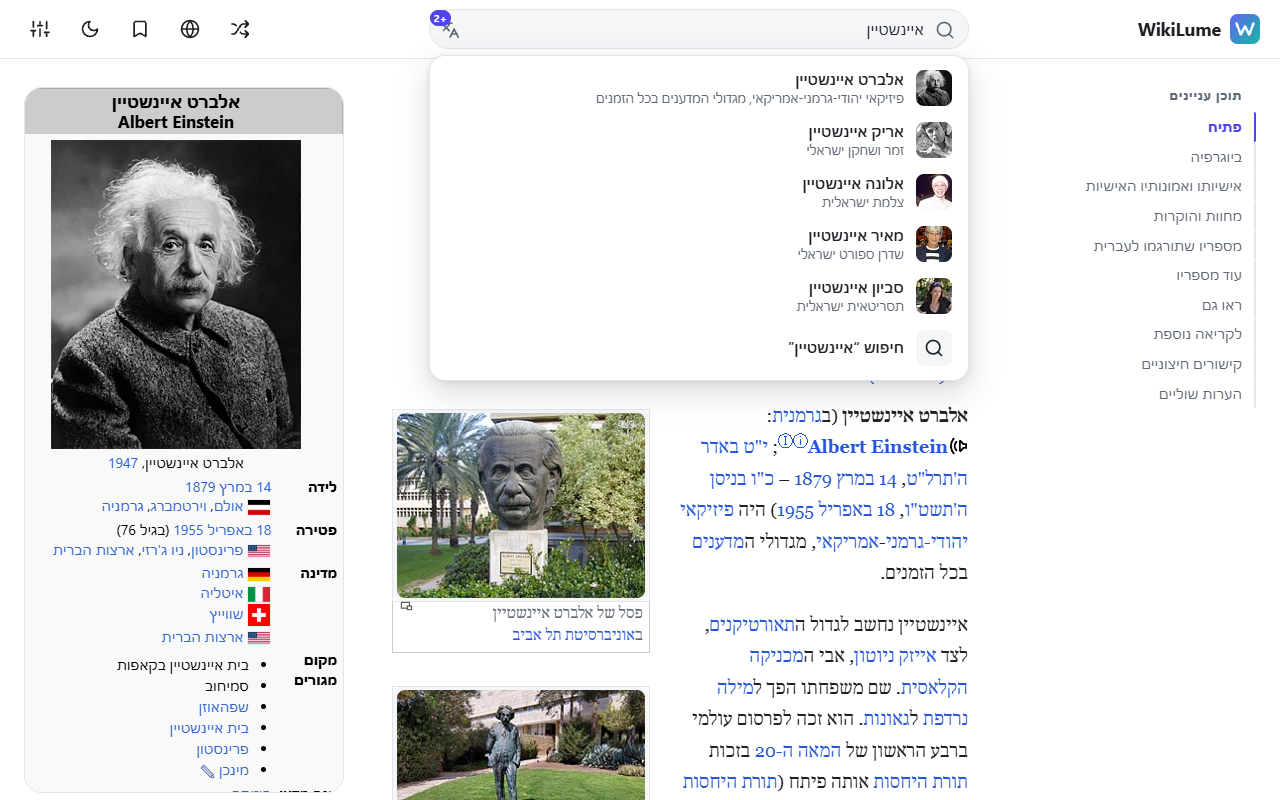 WikiLume
איינשטיין
2+
תוכן עניינים
פתיח
ביוגרפיה
אישיותו ואמונותיו האישיות
מחוות והוקרות
מספריו שתורגמו לעברית
עוד מספריו
ראו גם
לקריאה נוספת
קישורים חיצוניים
הערות שוליים
אלברט איינשטיין
פיזיקאי יהודי-גרמני-אמריקאי, מגדולי המדענים בכל הזמנים
אריק איינשטיין
זמר ושחקן ישראלי
אלונה איינשטיין
צלמת ישראלית
מאיר איינשטיין
שדרן ספורט ישראלי
סביון איינשטיין
תסריטאית ישראלית
חיפוש "איינשטיין"
אלברט איינשטיין (בגרמנית:
Albert Einstein; י"ט באדר
ה'תרל"ט, 14 במרץ 1879 – כ"ו בניסן
ה'תשט"ו, 18 באפריל 1955) היה פיזיקאי
יהודי-גרמני-אמריקאי, מגדולי המדענים
בכל הזמנים.
איינשטיין נחשב לגדול התאורטיקנים,
לצד אייזק ניוטון, אבי המכניקה
הקלאסית. שם משפחתו הפך למילה
נרדפת לגאונות. הוא זכה לפרסום עולמי
ברבע הראשון של המאה ה-20 בזכות
תורת היחסות אותה פיתח (תורת היחסות
פסל של אלברט איינשטיין
באוניברסיטת תל אביב
אלברט איינשטיין
Albert Einstein
אלברט איינשטיין, 1947
לידה
14 במרץ 1879
אולם, וירטמברג, גרמניה
פטירה
18 באפריל 1955 (בגיל 76)
פרינסטון, ניו ג'רזי, ארצות הברית
מדינה
גרמניה
איטליה
שווייץ
ארצות הברית
מקום מגורים
בית איינשטיין בקאפות
סמיחוב
שפהאוזן
בית איינשטיין
פרינסטון
מינכן